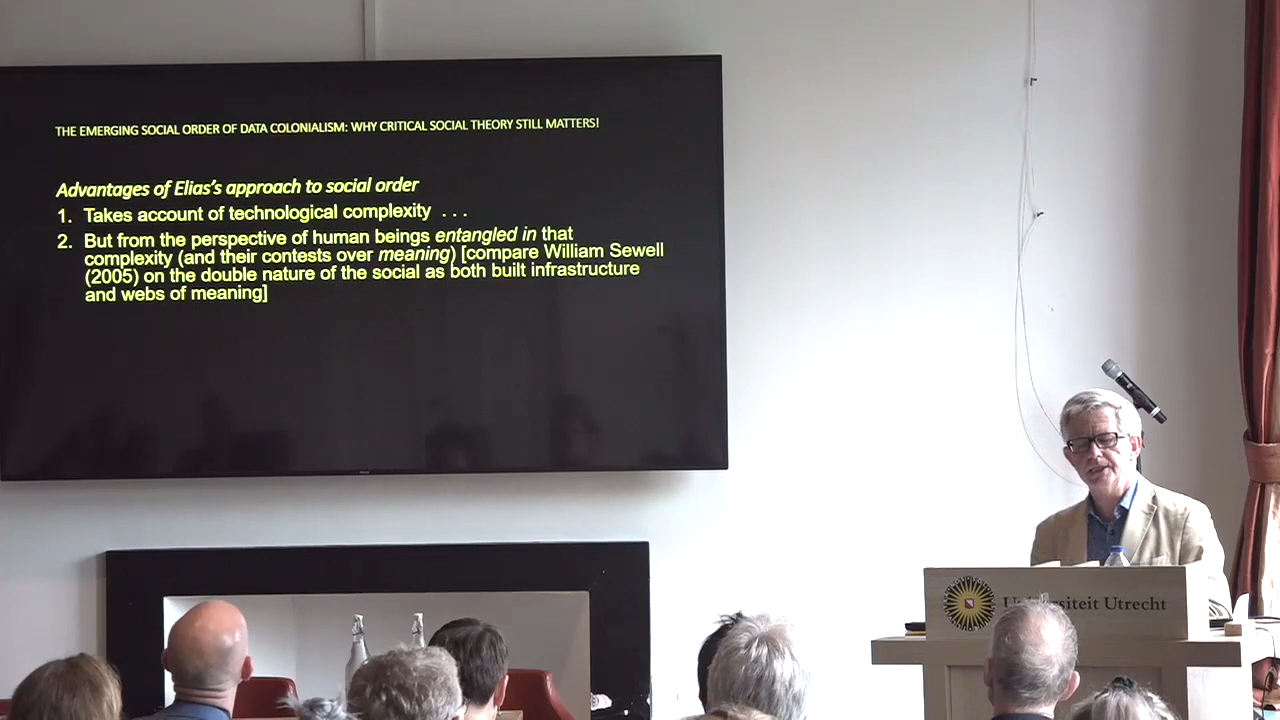 THE EMERGING SOCIAL ORDER OF DATA COLONIALISM: WHY CRITICAL SOCIAL THEORY STILL MATTERS!
Advantages of Elias's approach to social order
1. Takes account of technological complexity . . .
2. But from the perspective of human beings entangled in that
complexity (and their contests over meaning) [compare William Sewell
(2005) on the double nature of the social as both built infrastructure
and webs of meaning]
Universiteit Utrecht